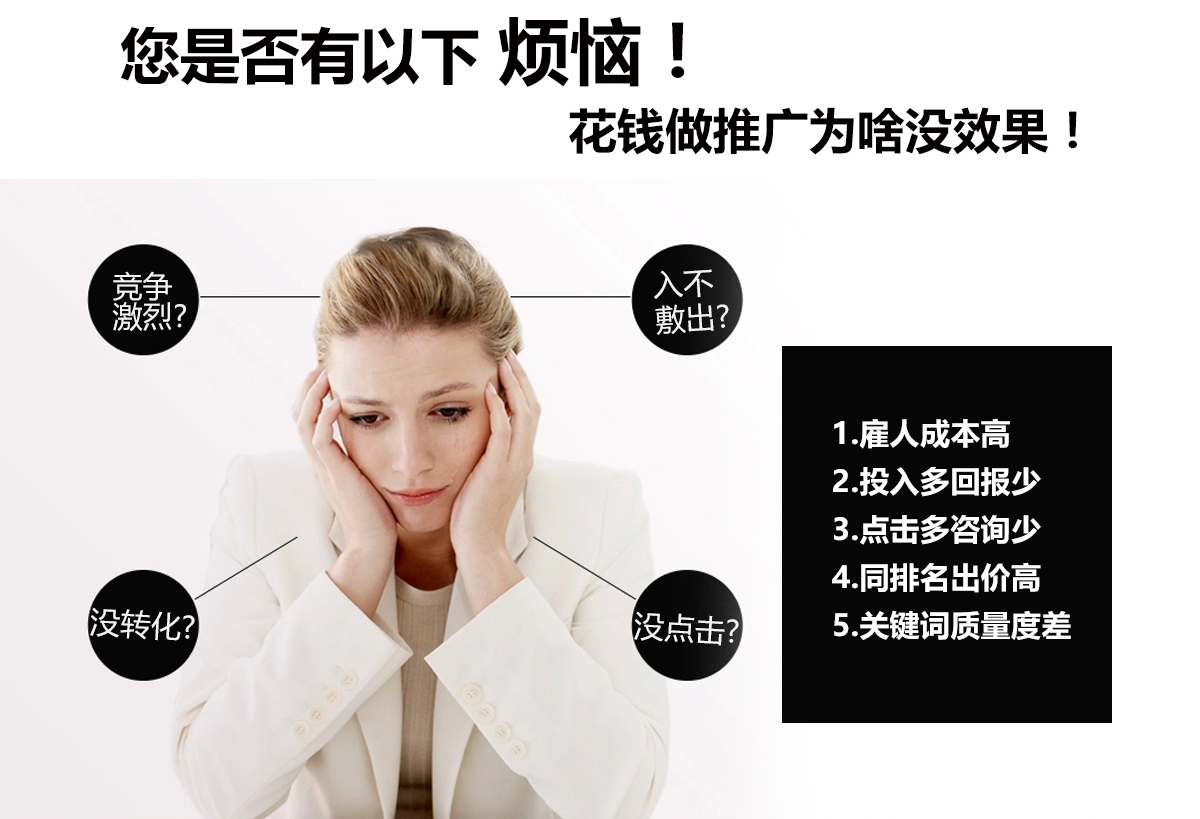 您是否有以下 烦恼！
花钱做推广为啥没效果！
竞争
激烈?
入不
敷出?
没转化?
没点击?
1.雇人成本高
2.投入多回报少
3.点击多咨询少
4.同排名出价高
5.关键词质量度差